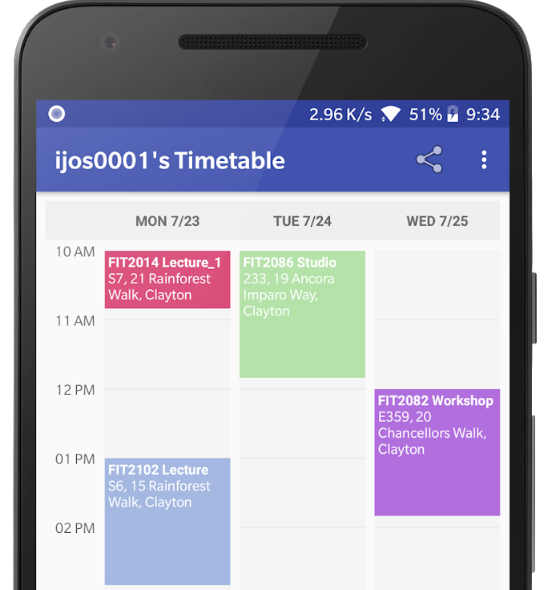 2.96 K/s 51% 9:34
ijos0001's Timetable
MON 7/23 TUE 7/24 WED 7/25
10 AM
FIT2014 Lecture_1
S7, 21 Rainforest
Walk, Clayton
FIT2086 Studio
233, 19 Ancora
Imparo Way,
Clayton
11 AM
12 PM
FIT2082 Workshop
E359, 20
Chancellors Walk,
Clayton
01 PM
FIT2102 Lecture
S6, 15 Rainforest
Walk, Clayton
02 PM